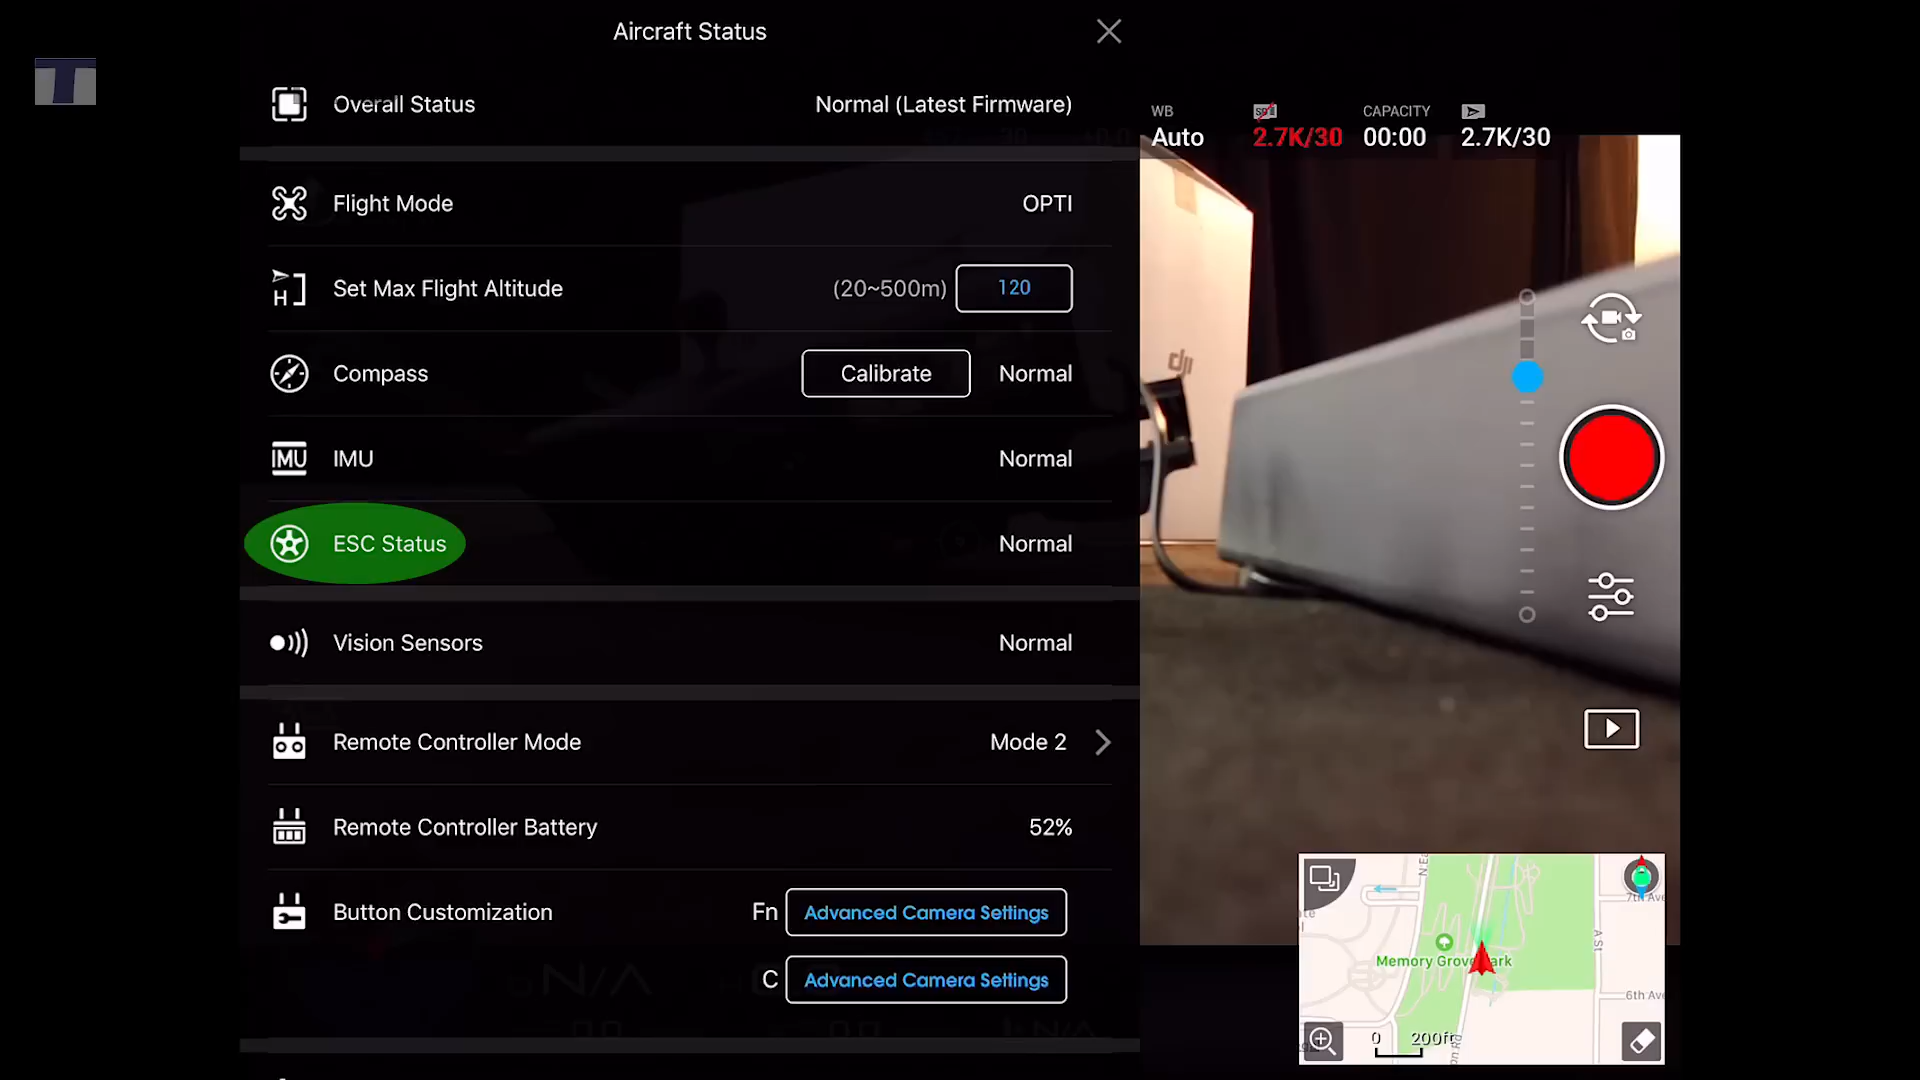 Aircraft Status
T
Overall Status Normal (Latest Firmware)
WB CAPACITY
Auto 2.7K/30 00:00 2.7K/30
Flight Mode OPTI
H Set Max Flight Altitude (20~500m) 120
Compass Calibrate Normal
dji
IMU IMU Normal
ESC Status Normal
Vision Sensors Normal
Remote Controller Mode Mode 2
Remote Controller Battery 52%
Button Customization Fn Advanced Camera Settings
C Advanced Camera Settings
N/A
N/A
7th Ave
A St
Memory Grove Park
6th Ave
0 200ft